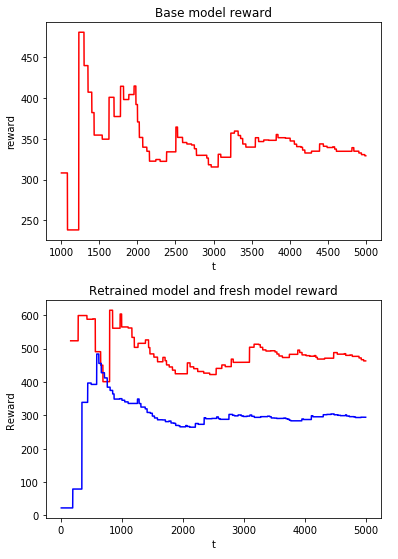 Base model reward
reward
450
400
350
300
250
1000 1500 2000 2500 3000 3500 4000 4500 5000
t
Retrained model and fresh model reward
Reward
600
500
400
300
200
100
0
0 1000 2000 3000 4000 5000
t